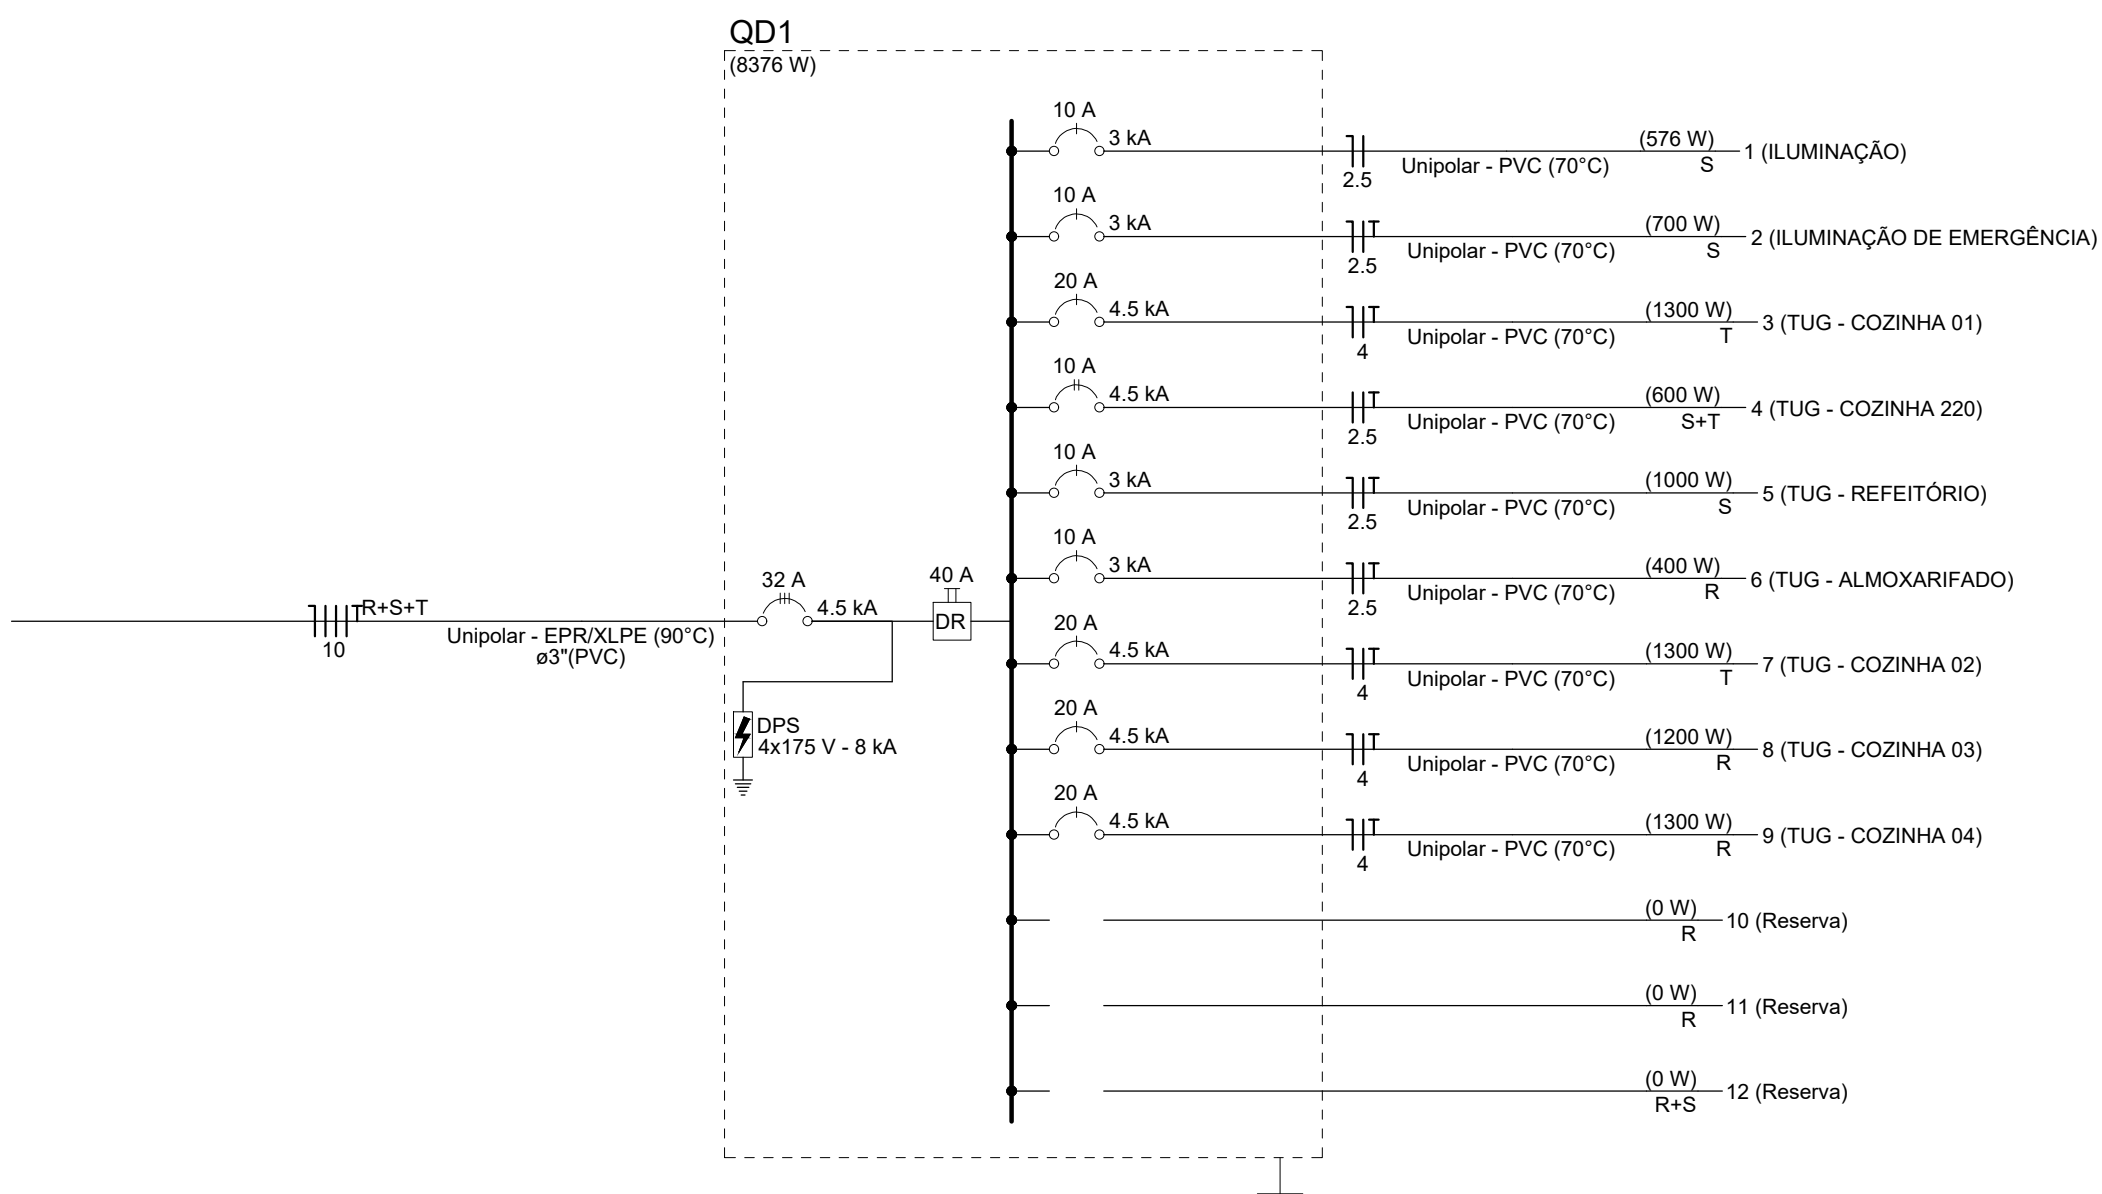 QD1
(8376 W)
10 A
3 kA
2.5
Unipolar - PVC (70°C)
(576 W)
S
1 (ILUMINAÇÃO)
10 A
3 kA
T
2.5
Unipolar - PVC (70°C)
(700 W)
S
2 (ILUMINAÇÃO DE EMERGÊNCIA)
20 A
4.5 kA
T
4
Unipolar - PVC (70°C)
(1300 W)
T
3 (TUG - COZINHA 01)
10 A
4.5 kA
T
2.5
Unipolar - PVC (70°C)
(600 W)
S+T
4 (TUG - COZINHA 220)
10 A
3 kA
T
2.5
Unipolar - PVC (70°C)
(1000 W)
S
5 (TUG - REFEITÓRIO)
10 A
3 kA
T
2.5
Unipolar - PVC (70°C)
(400 W)
R
6 (TUG - ALMOXARIFADO)
T
R+S+T
10
Unipolar - EPR/XLPE (90°C)
ø3"(PVC)
32 A
4.5 kA
40 A
DR
DPS
4x175 V - 8 kA
20 A
4.5 kA
T
4
Unipolar - PVC (70°C)
(1300 W)
T
7 (TUG - COZINHA 02)
20 A
4.5 kA
T
4
Unipolar - PVC (70°C)
(1200 W)
R
8 (TUG - COZINHA 03)
20 A
4.5 kA
T
4
Unipolar - PVC (70°C)
(1300 W)
R
9 (TUG - COZINHA 04)
(0 W)
R
10 (Reserva)
(0 W)
R
11 (Reserva)
(0 W)
R+S
12 (Reserva)